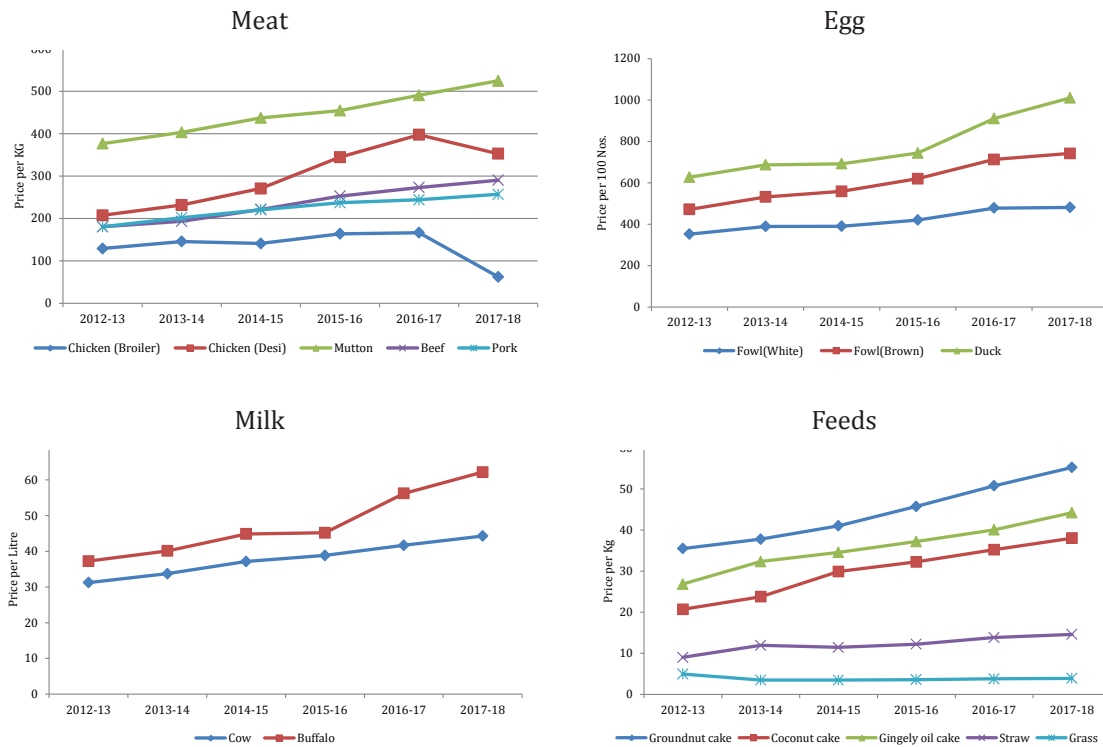 Meat
600
500
400
300
200
100
0
Price per KG
2012-13 2013-14 2014-15 2015-16 2016-17 2017-18
Chicken (Broiler) Chicken (Desi) Mutton Beef Pork
Egg
1200
1000
800
600
400
200
0
Price per 100 Nos.
2012-13 2013-14 2014-15 2015-16 2016-17 2017-18
Fowl(White) Fowl(Brown) Duck
Milk
60
50
40
30
20
10
0
Price per Litre
2012-13 2013-14 2014-15 2015-16 2016-17 2017-18
Cow Buffalo
Feeds
60
50
40
30
20
10
0
Price per Kg
2012-13 2013-14 2014-15 2015-16 2016-17 2017-18
Groundnut cake Coconut cake Gingely oil cake Straw Grass